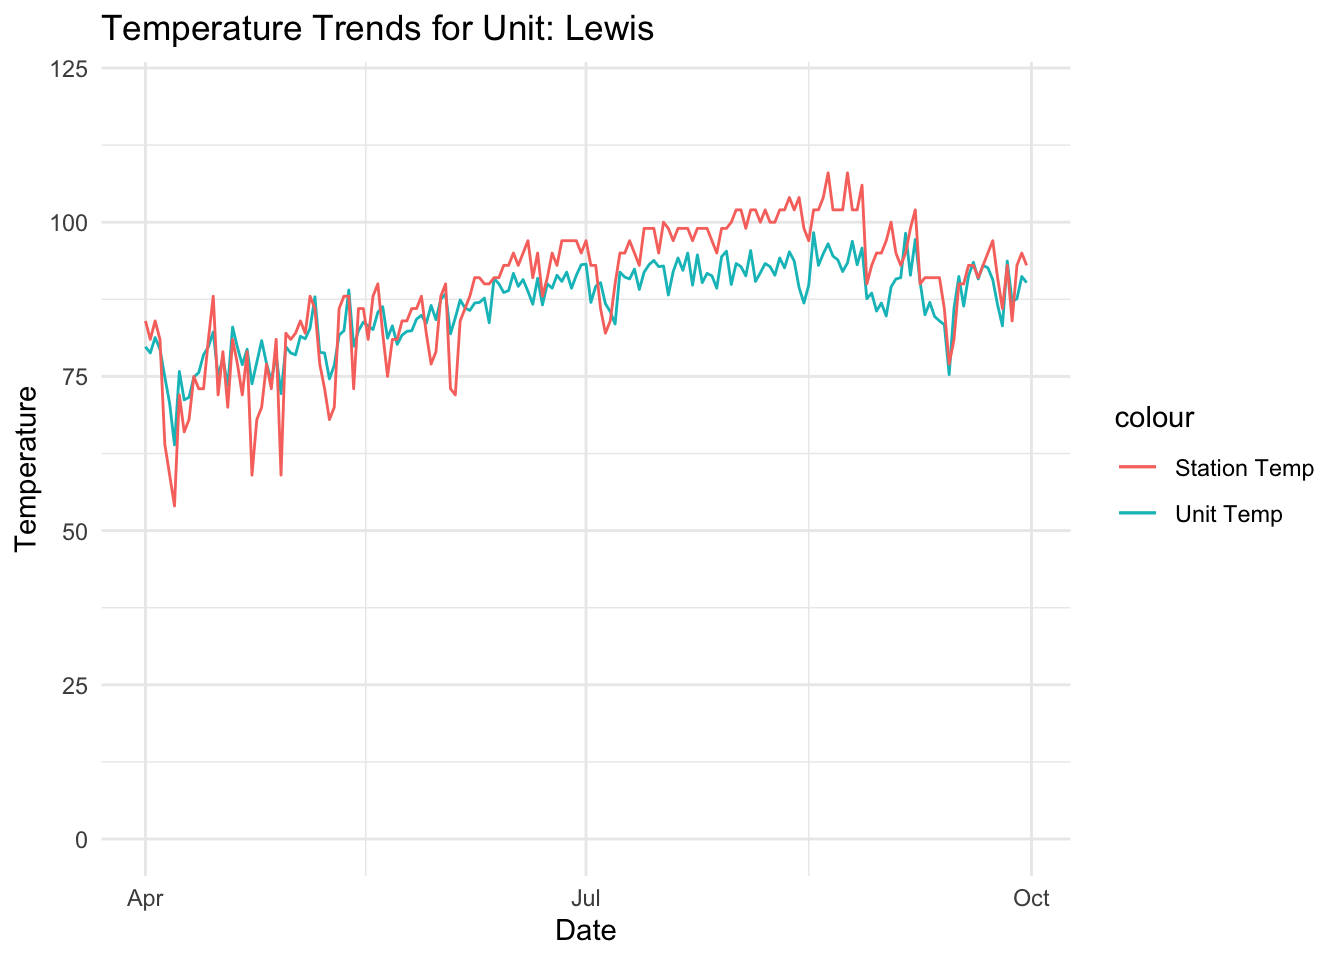 Temperature Trends for Unit: Lewis
125
100
75
50
25
0
Temperature
Apr
Jul
Oct
Date
colour
Station Temp
Unit Temp